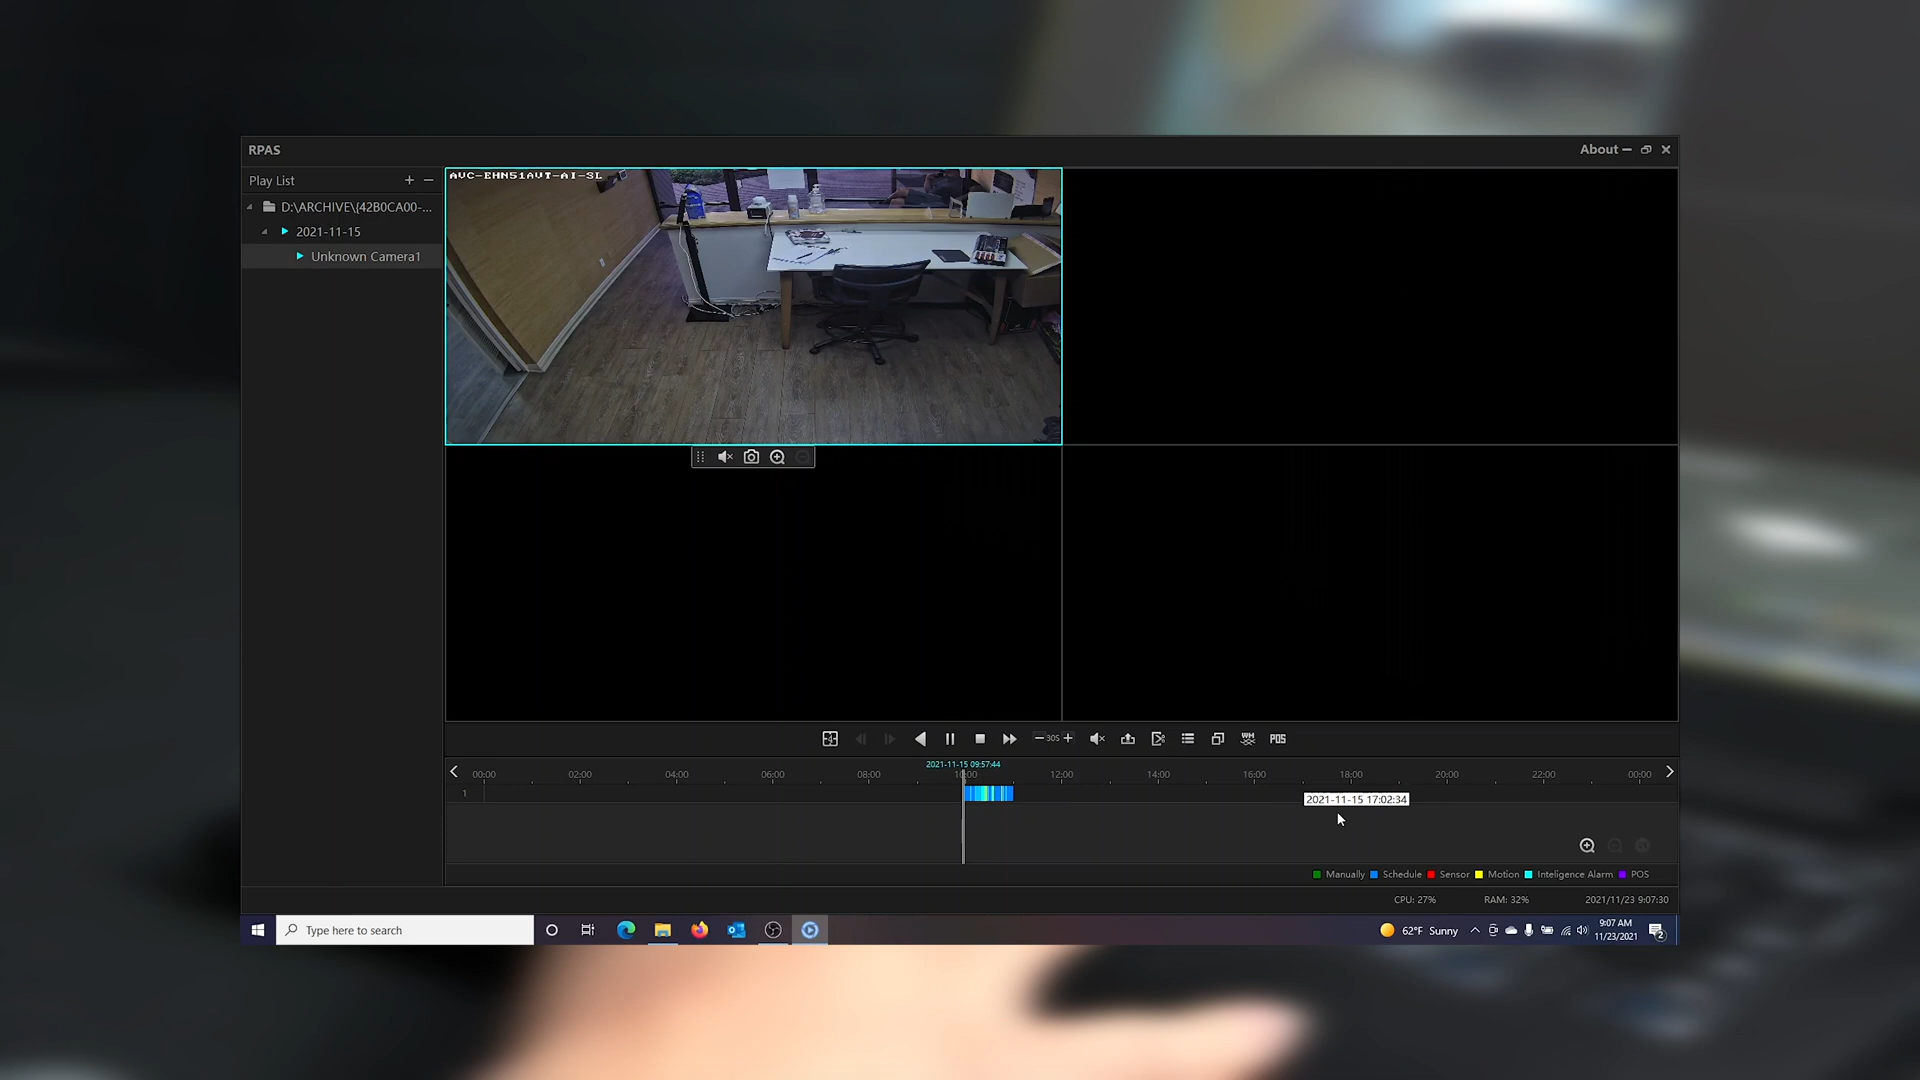 RPAS
About
Play List
D:\ARCHIVE\{42B0CA00-...
2021-11-15
Unknown Camera1
AVC-EHN51AVT-AI-SL
30S
WM
POS
2021-11-15 09:57:44
00:00 02:00 04:00 06:00 08:00 10:00 12:00 14:00 16:00 18:00 20:00 22:00 00:00
1
2021-11-15 17:02:34
Manually Schedule Sensor Motion Inteligence Alarm POS
CPU: 27% RAM: 32% 2021/11/23 9:07:30
Type here to search
62°F Sunny
9:07 AM
11/23/2021
2